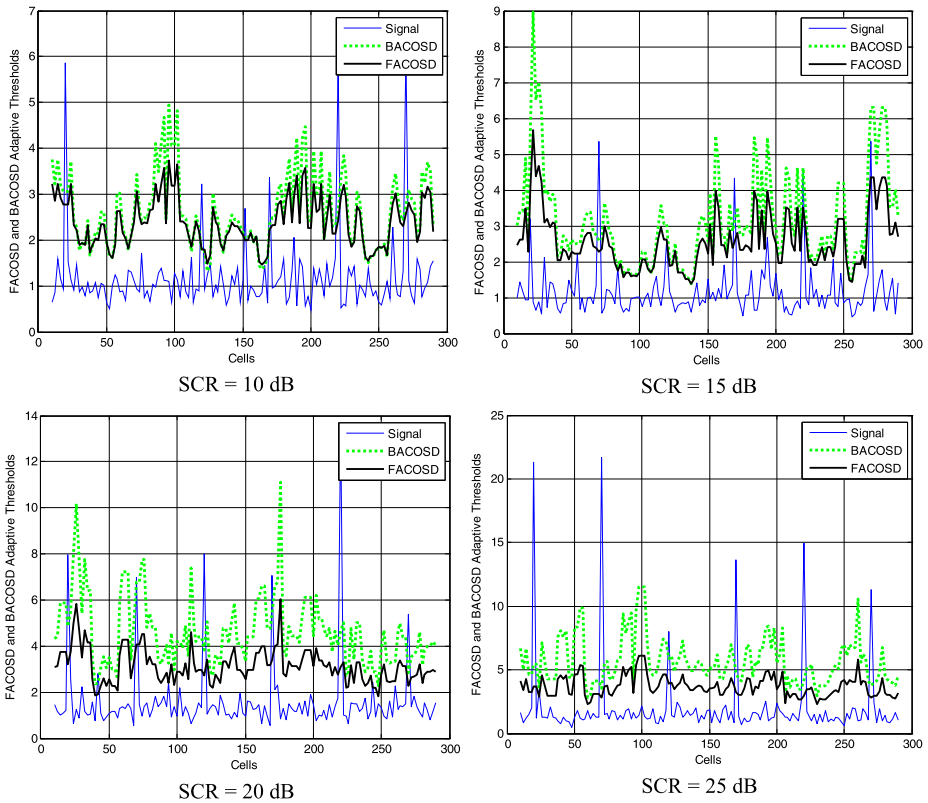 FACOSD and BACOSD Adaptive Thresholds
7
6
5
4
3
2
1
0
Signal
BACOSD
FACOSD
0 50 100 150 200 250 300
Cells
SCR = 10 dB
FACOSD and BACOSD Adaptive Thresholds
9
8
7
6
5
4
3
2
1
0
Signal
BACOSD
FACOSD
0 50 100 150 200 250 300
Cells
SCR = 15 dB
FACOSD and BACOSD Adaptive Thresholds
14
12
10
8
6
4
2
0
Signal
BACOSD
FACOSD
0 50 100 150 200 250 300
Cells
SCR = 20 dB
FACOSD and BACOSD Adaptive Thresholds
25
20
15
10
5
0
Signal
BACOSD
FACOSD
0 50 100 150 200 250 300
Cells
SCR = 25 dB